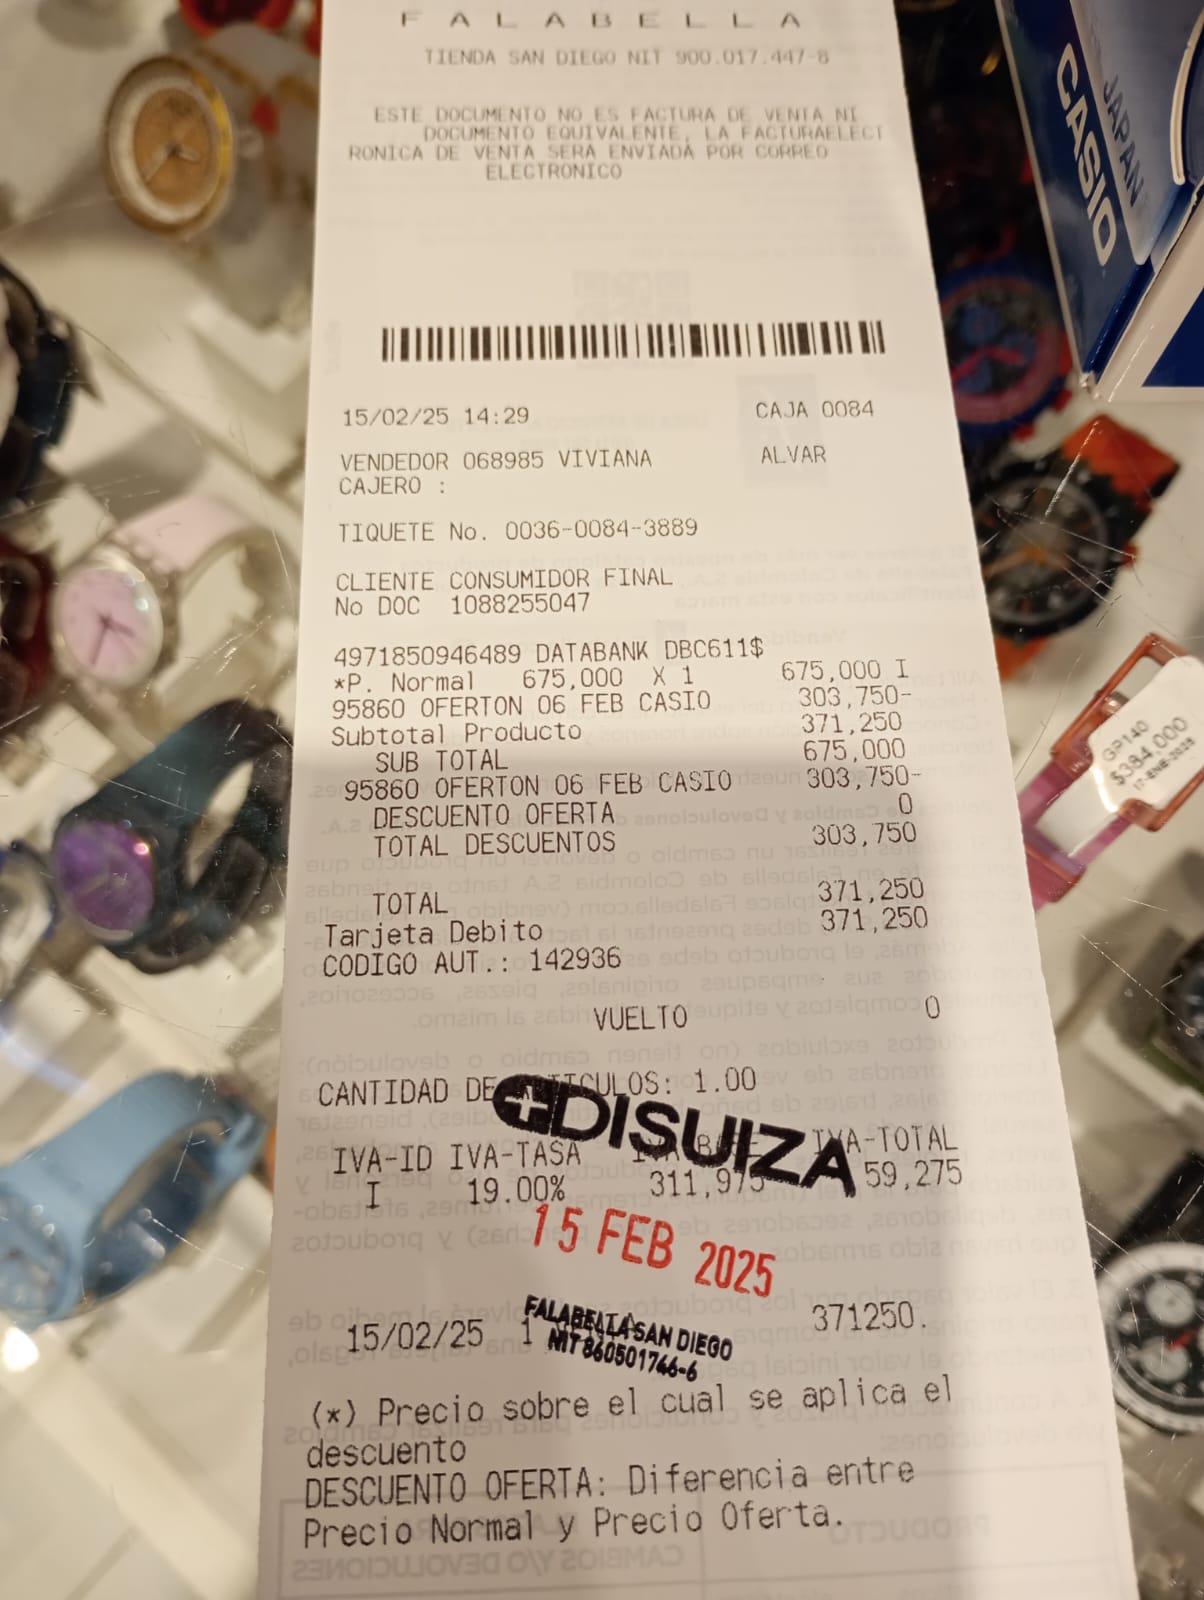 FALABELLA
TIENDA SAN DIEGO NIT 900.017.447-8
ESTE DOCUMENTO NO ES FACTURA DE VENTA NI
DOCUMENTO EQUIVALENTE, LA FACTURAELECT
RONICA DE VENTA SERA ENVIADA POR CORREO
ELECTRONICO
15/02/25 14:29 CAJA 0084
VENDEDOR 068985 VIVIANA ALVAR
CAJERO :
TIQUETE No. 0036-0084-3889
CLIENTE CONSUMIDOR FINAL
No DOC 1088255047
4971850946489 DATABANK DBC611$
*P. Normal 675,000 X 1 675,000 I
95860 OFERTON 06 FEB CASIO 303,750-
Subtotal Producto 371,250
SUB TOTAL 675,000
95860 OFERTON 06 FEB CASIO 303,750-
DESCUENTO OFERTA 0
TOTAL DESCUENTOS 303,750
TOTAL 371,250
Tarjeta Debito 371,250
CODIGO AUT.: 142936
VUELTO 0
CANTIDAD DE ARTICULOS: 1.00
DISUIZA
IVA-ID IVA-TASA IVA-BASE IVA-TOTAL
I 19.00% 311,975 59,275
15 FEB 2025
FALABELLA SAN DIEGO
NIT 860501766-6
15/02/25 1 371250.
(*) Precio sobre el cual se aplica el
descuento
DESCUENTO OFERTA: Diferencia entre
Precio Normal y Precio Oferta.
JAPAN
CASIO
GP140
$384.000
17-ENE-2025